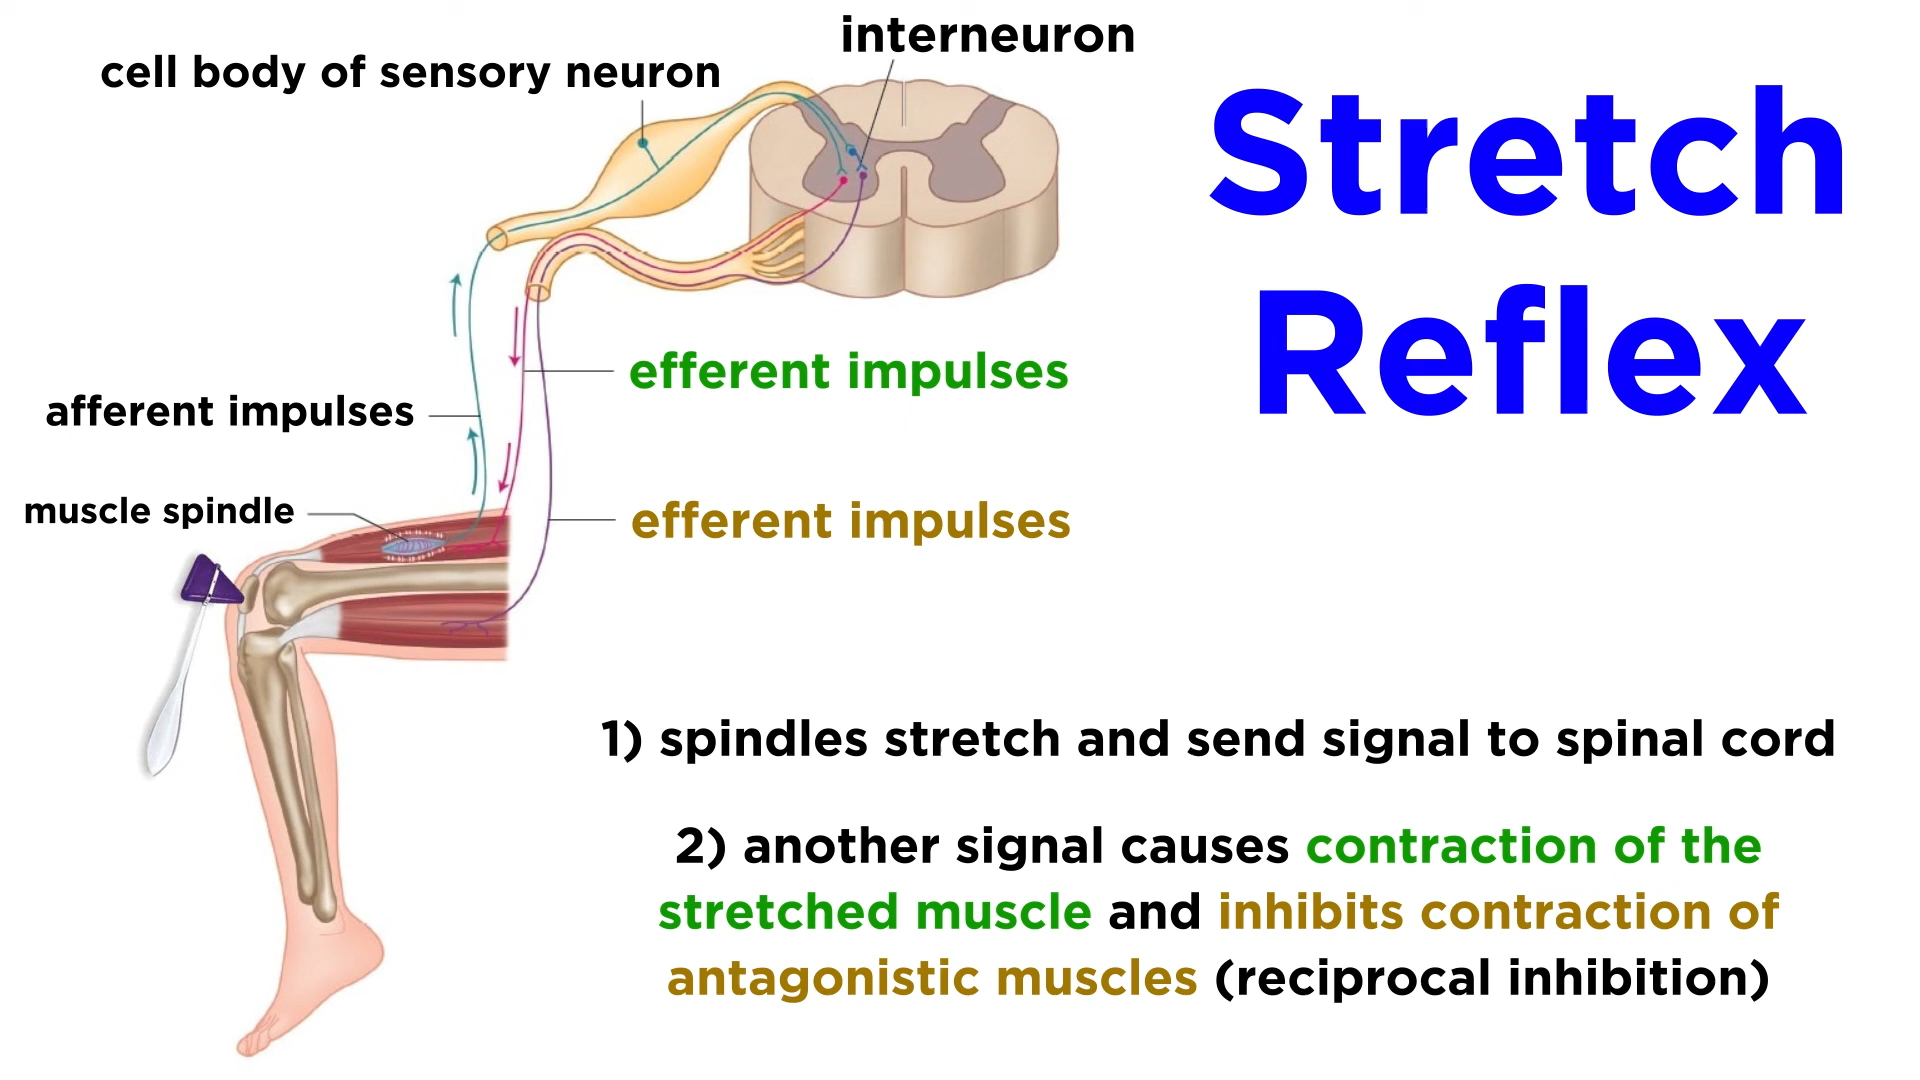 interneuron
cell body of sensory neuron
Stretch
Reflex
efferent impulses
afferent impulses
muscle spindle
efferent impulses
1) spindles stretch and send signal to spinal cord
2) another signal causes contraction of the
stretched muscle and inhibits contraction of
antagonistic muscles (reciprocal inhibition)